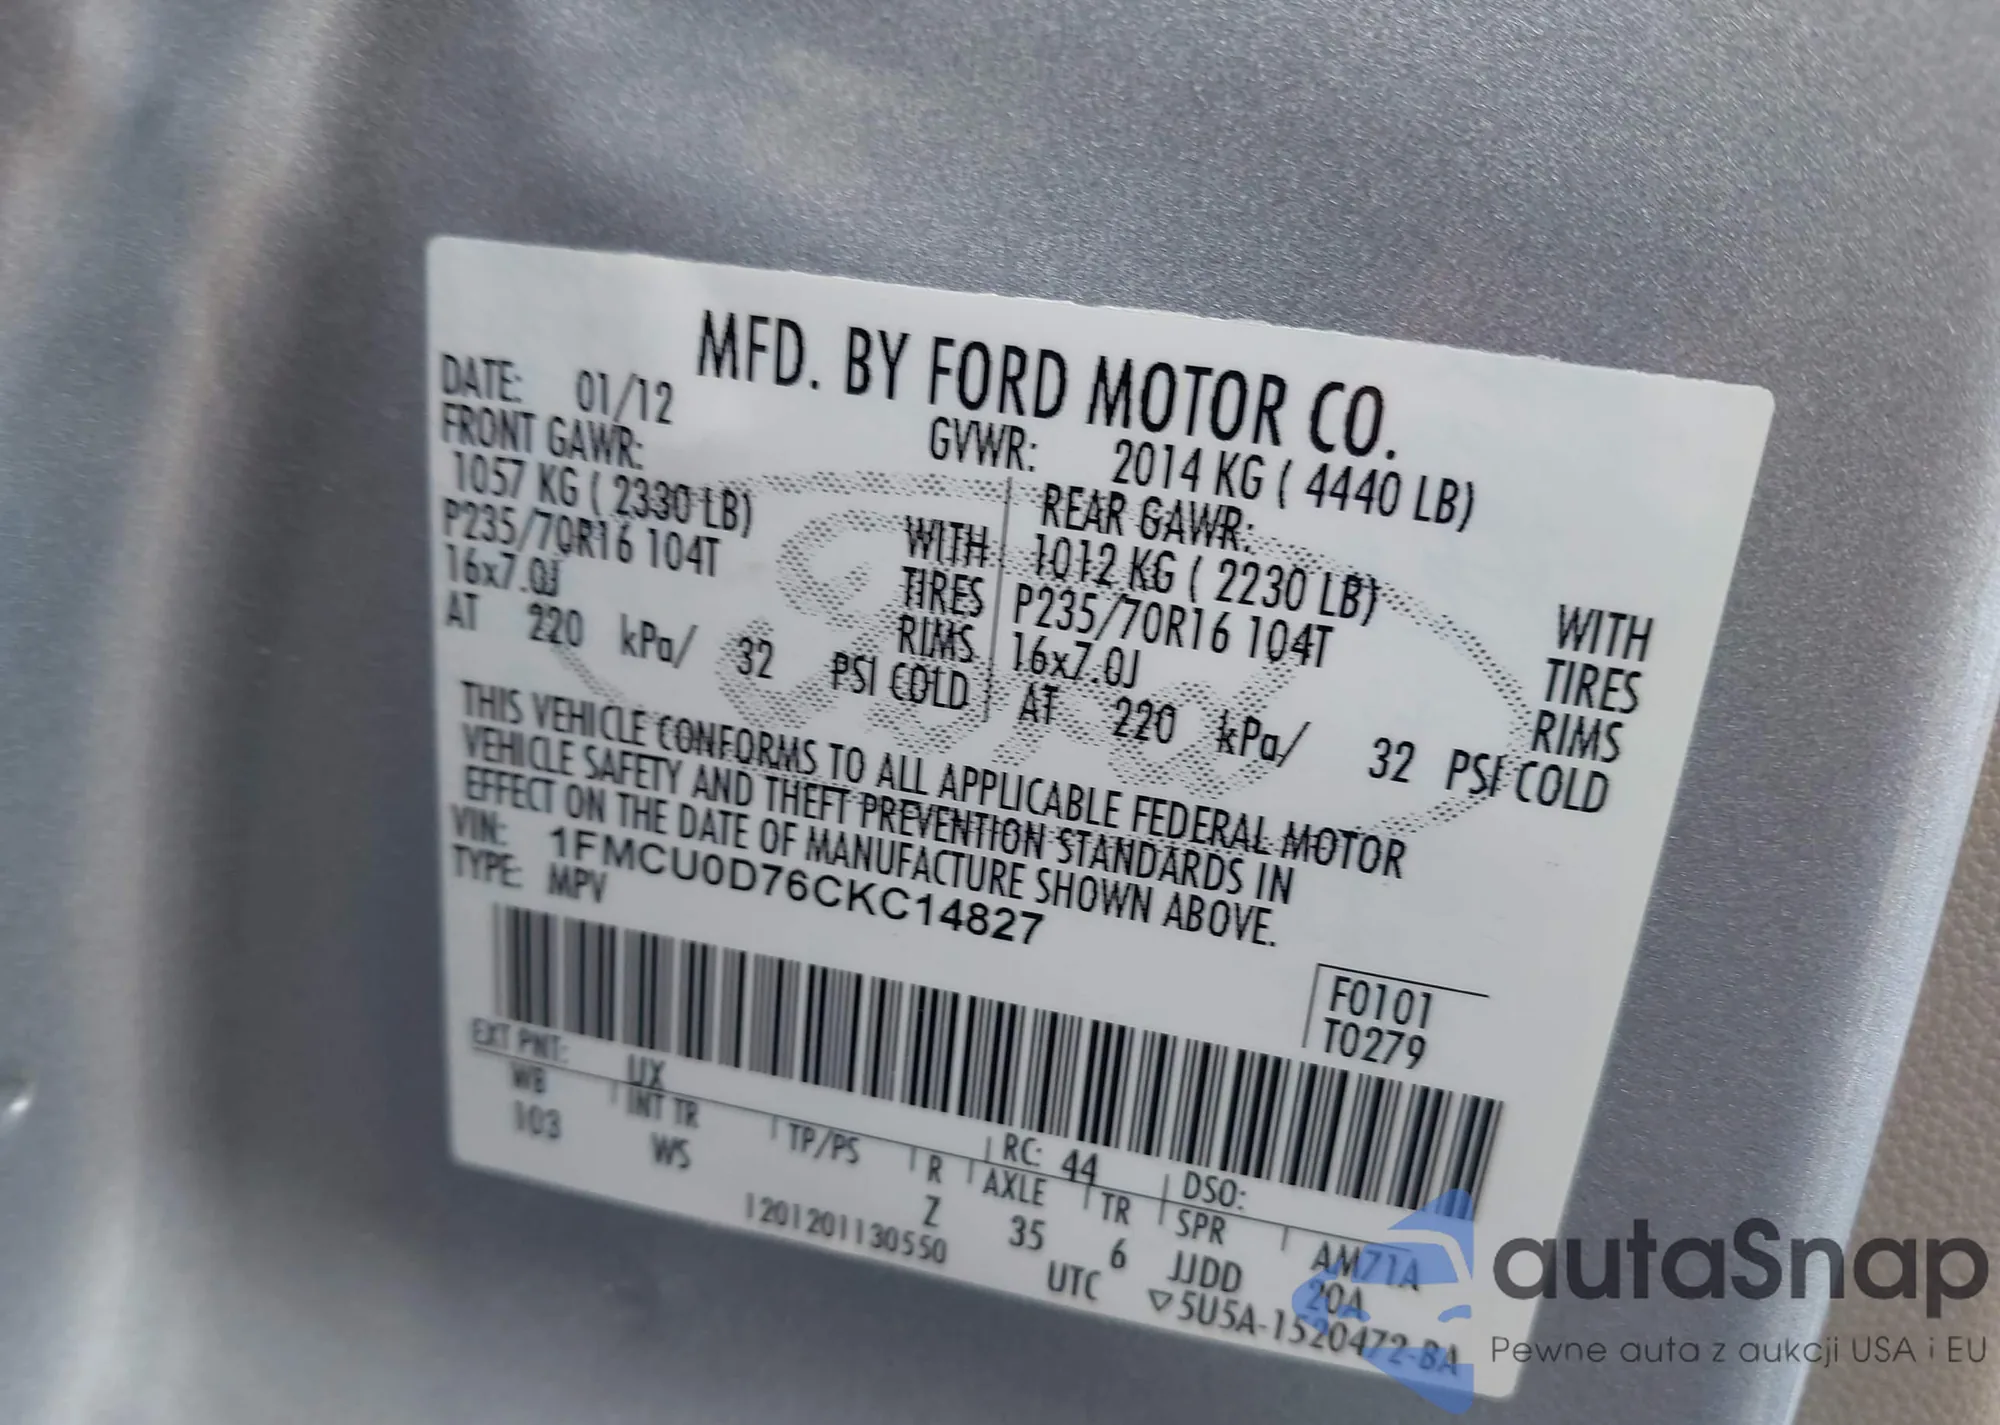 MFD. BY FORD MOTOR CO.
DATE: 01/12
GVWR: 2014 KG ( 4440 LB)
FRONT GAWR:
1057 KG ( 2330 LB) WITH
P235/70R16 104T TIRES
16x7.0J RIMS
AT 220 kPa/ 32 PSI COLD
REAR GAWR:
1012 KG ( 2230 LB) WITH
P235/70R16 104T TIRES
16x7.0J RIMS
AT 220 kPa/ 32 PSI COLD
THIS VEHICLE CONFORMS TO ALL APPLICABLE FEDERAL MOTOR
VEHICLE SAFETY AND THEFT PREVENTION STANDARDS IN
EFFECT ON THE DATE OF MANUFACTURE SHOWN ABOVE.
VIN: 1FMCU0D76CKC14827
TYPE: MPV
F0101
T0279
EXT PNT: UX RC: 44 DSO:
WB INT TR TP/PS R AXLE TR SPR AM71A
103 WS Z 35 6 JJDD 20A
1201201130550 UTC ▽5U5A-1520472-BA
autaSnap
Pewne auta z aukcji USA i EU